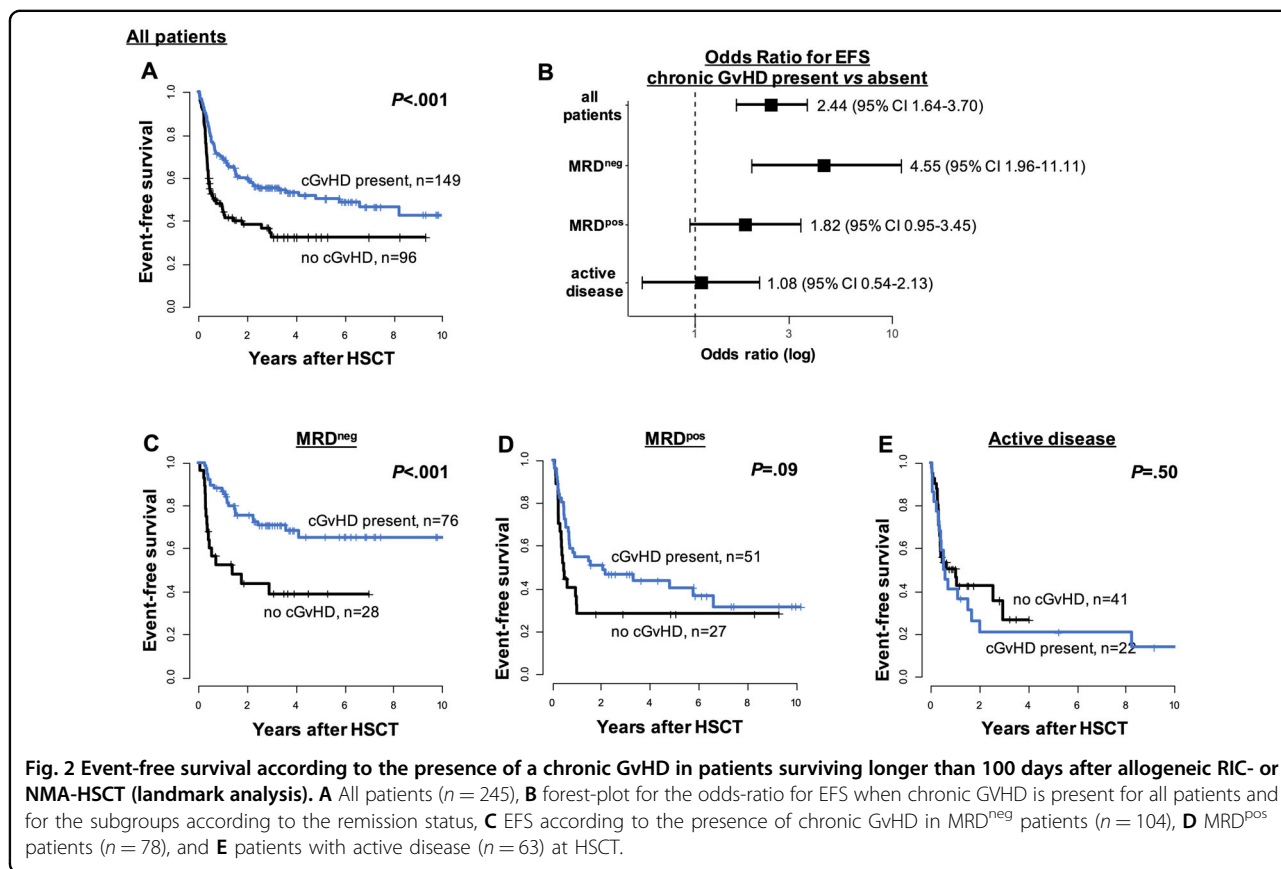 All patients
A
P<.001
Event-free survival
1.0
0.8
0.6
0.4
0.2
0.0
cGvHD present, n=149
no cGvHD, n=96
0 2 4 6 8 10
Years after HSCT
B
Odds Ratio for EFS
chronic GvHD present vs absent
all
patients
2.44 (95% CI 1.64-3.70)
MRDneg
4.55 (95% CI 1.96-11.11)
MRDpos
1.82 (95% CI 0.95-3.45)
active
disease
1.08 (95% CI 0.54-2.13)
1 3 10
Odds ratio (log)
C
MRDneg
P<.001
Event-free survival
1.0
0.8
0.6
0.4
0.2
0.0
cGvHD present, n=76
no cGvHD, n=28
0 2 4 6 8 10
Years after HSCT
D
MRDpos
P=.09
Event-free survival
1.0
0.8
0.6
0.4
0.2
0.0
cGvHD present, n=51
no cGvHD, n=27
0 2 4 6 8 10
Years after HSCT
E
Active disease
P=.50
Event-free survival
1.0
0.8
0.6
0.4
0.2
0.0
no cGvHD, n=41
cGvHD present, n=22
0 2 4 6 8 10
Years after HSCT
Fig. 2 Event-free survival according to the presence of a chronic GvHD in patients surviving longer than 100 days after allogeneic RIC- or
NMA-HSCT (landmark analysis). A All patients (n = 245), B forest-plot for the odds-ratio for EFS when chronic GVHD is present for all patients and
for the subgroups according to the remission status, C EFS according to the presence of chronic GvHD in MRDneg patients (n = 104), D MRDpos
patients (n = 78), and E patients with active disease (n = 63) at HSCT.